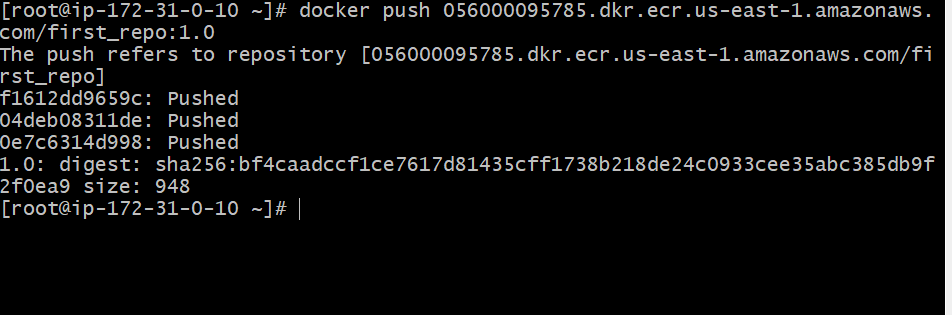 [root@ip-172-31-0-10 ~]# docker push 056000095785.dkr.ecr.us-east-1.amazonaws.
com/first_repo:1.0
The push refers to repository [056000095785.dkr.ecr.us-east-1.amazonaws.com/fi
rst_repo]
f1612dd9659c: Pushed
04deb08311de: Pushed
0e7c6314d998: Pushed
1.0: digest: sha256:bf4caadccf1ce7617d81435cff1738b218de24c0933cee35abc385db9f
2f0ea9 size: 948
[root@ip-172-31-0-10 ~]#